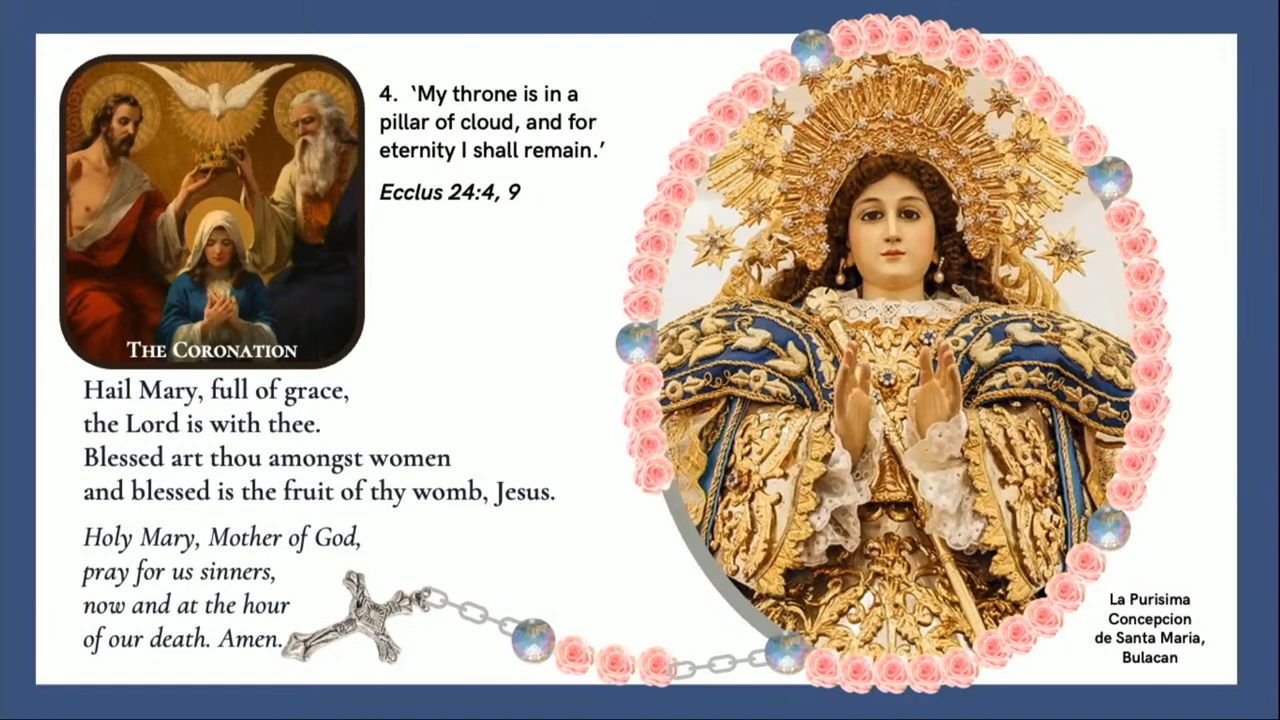 THE CORONATION
4. ‘My throne is in a
pillar of cloud, and for
eternity I shall remain.’
Ecclus 24:4, 9
Hail Mary, full of grace,
the Lord is with thee.
Blessed art thou amongst women
and blessed is the fruit of thy womb, Jesus.
Holy Mary, Mother of God,
pray for us sinners,
now and at the hour
of our death. Amen.
La Purisima
Concepcion
de Santa Maria,
Bulacan